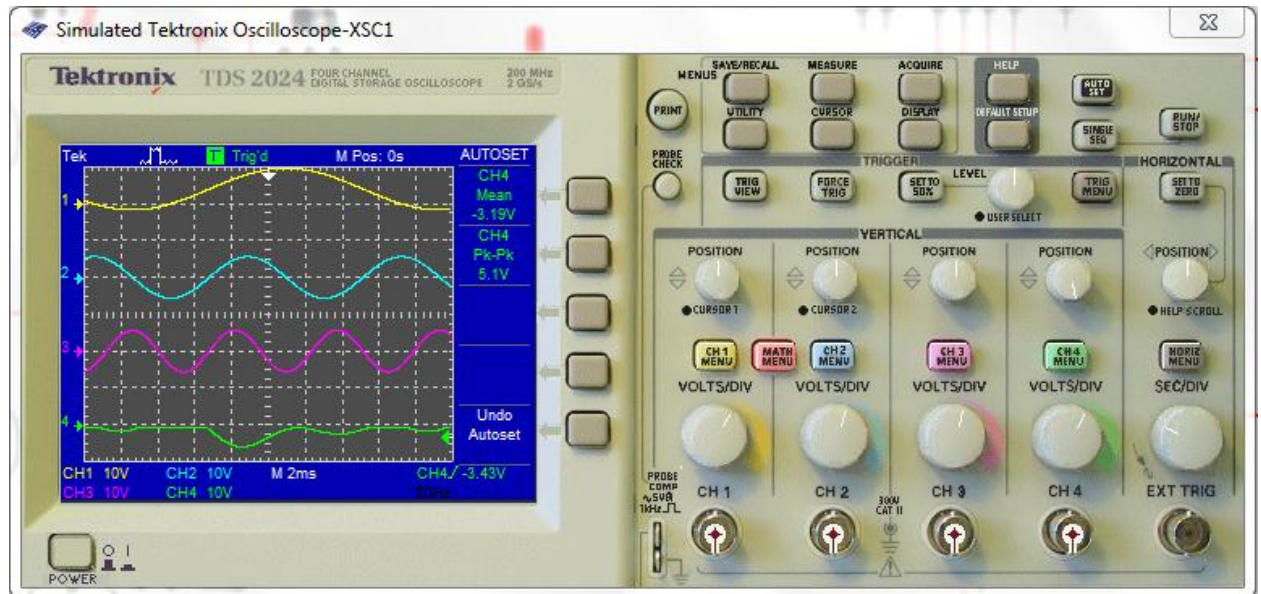 Simulated Tektronix Oscilloscope-XSC1
Tektronix TDS 2024 FOUR CHANNEL DIGITAL STORAGE OSCILLOSCOPE 200 MHz 2 GS/s
Tek T Trig'd M Pos: 0s AUTOSET
CH4
Mean
-3.19V
CH4
Pk-Pk
5.1V
1
2
3
4
Undo
Autoset
CH1 10V CH2 10V M 2ms CH4 -3.43V
CH3 10V CH4 10V 50Hz
POWER
MENUS SAVE/RECALL MEASURE ACQUIRE HELP
PRINT UTILITY CURSOR DISPLAY DEFAULT SETUP
AUTO SET
SINGLE SEQ
RUN/STOP
PROBE CHECK
TRIGGER
TRIG VIEW FORCE TRIG SET TO 50% LEVEL TRIG MENU
USER SELECT
HORIZONTAL
SET TO ZERO
VERTICAL
POSITION POSITION POSITION POSITION POSITION
CURSOR 1 CURSOR 2 HELP SCROLL
CH 1 MENU MATH MENU CH 2 MENU CH 3 MENU CH 4 MENU HORIZ MENU
VOLTS/DIV VOLTS/DIV VOLTS/DIV VOLTS/DIV SEC/DIV
PROBE COMP
~5V@
1kHz
CH 1 CH 2 300V CAT II CH 3 CH 4 EXT TRIG